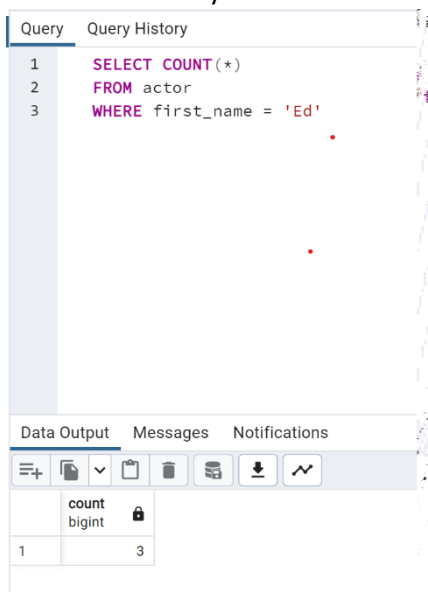 Query Query History
1 SELECT COUNT(*)
2 FROM actor
3 WHERE first_name = 'Ed'
Data Output Messages Notifications
count
bigint
1 3